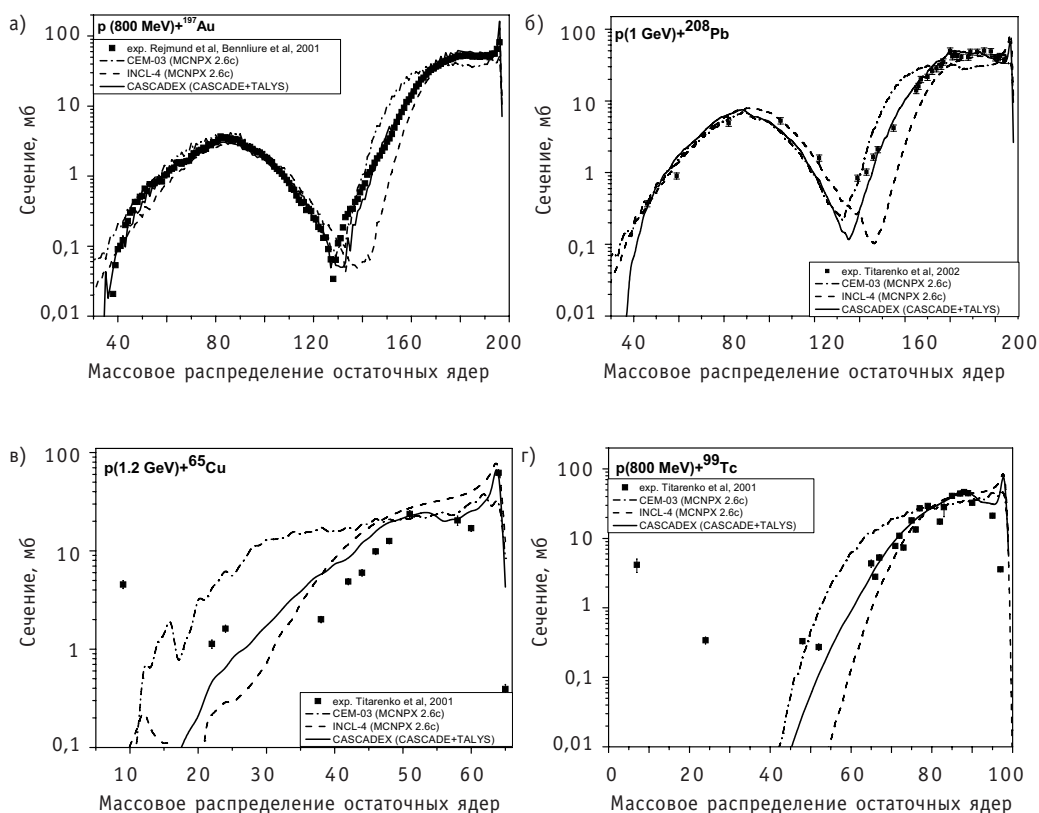 а)
p (800 MeV)+197Au
exp. Rejmund et al, Bennliure et al, 2001
CEM-03 (MCNPX 2.6c)
INCL-4 (MCNPX 2.6c)
CASCADEX (CASCADE+TALYS)
Сечение, мб
100
10
1
0,1
0,01
40 80 120 160 200
Массовое распределение остаточных ядер
б)
p(1 GeV)+208Pb
exp. Titarenko et al, 2002
CEM-03 (MCNPX 2.6c)
INCL-4 (MCNPX 2.6c)
CASCADEX (CASCADE+TALYS)
Сечение, мб
100
10
1
0,1
0,01
40 80 120 160 200
Массовое распределение остаточных ядер
в)
p(1.2 GeV)+65Cu
exp. Titarenko et al, 2001
CEM-03 (MCNPX 2.6c)
INCL-4 (MCNPX 2.6c)
CASCADEX (CASCADE+TALYS)
Сечение, мб
100
10
1
0,1
10 20 30 40 50 60
Массовое распределение остаточных ядер
г)
p(800 MeV)+99Tc
exp. Titarenko et al, 2001
CEM-03 (MCNPX 2.6c)
INCL-4 (MCNPX 2.6c)
CASCADEX (CASCADE+TALYS)
Сечение, мб
100
10
1
0,1
0,01
0 20 40 60 80 100
Массовое распределение остаточных ядер